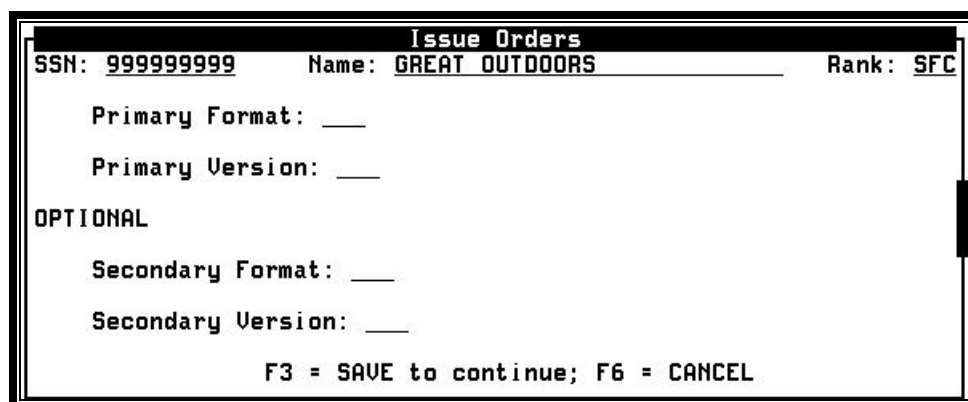 Issue Orders
SSN: 999999999 Name: GREAT OUTDOORS Rank: SFC
Primary Format: ___
Primary Version: ___
OPTIONAL
Secondary Format: ___
Secondary Version: ___
F3 = SAVE to continue; F6 = CANCEL